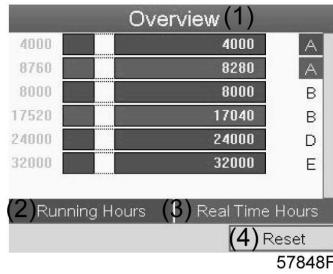 Overview (1)
4000 4000 A
8760 8280 A
8000 8000 B
17520 17040 B
24000 24000 D
32000 32000 E
(2) Running Hours (3) Real Time Hours
(4) Reset
57848F